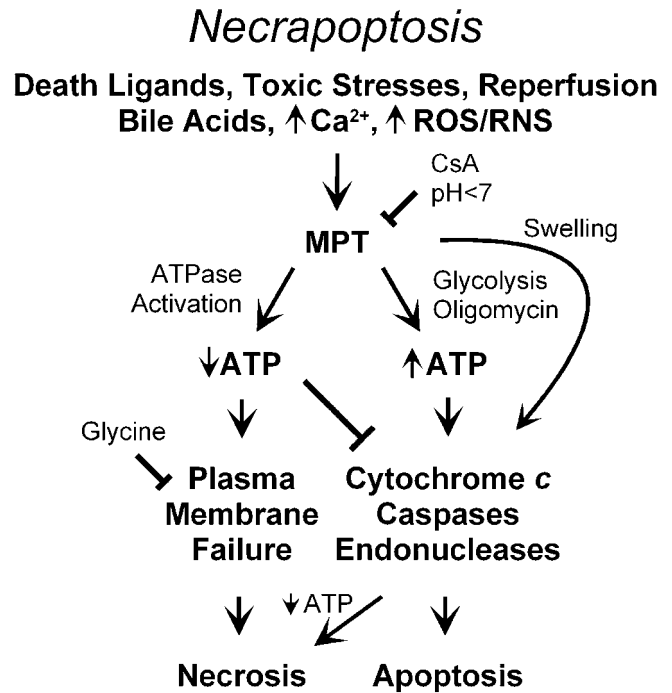 Necrapoptosis
Death Ligands, Toxic Stresses, Reperfusion
Bile Acids, ↑Ca²⁺, ↑ROS/RNS
CsA
pH<7
MPT
Swelling
ATPase
Activation
Glycolysis
Oligomycin
↓ATP
↑ATP
Glycine
Plasma
Membrane
Failure
Cytochrome c
Caspases
Endonucleases
↓ATP
Necrosis
Apoptosis